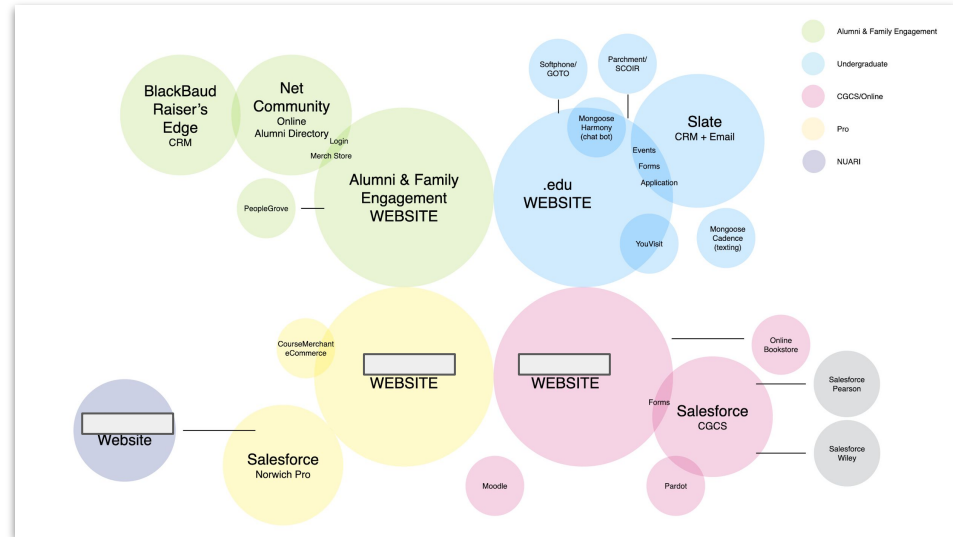 BlackBaud
Raiser's
Edge
CRM
Net
Community
Online
Alumni Directory
Login
Merch Store
PeopleGrove
Alumni & Family
Engagement
WEBSITE
Softphone/
GOTO
Parchment/
SCOIR
Mongoose
Harmony
(chat bot)
Slate
CRM + Email
Events
Forms
Application
.edu
WEBSITE
YouVisit
Mongoose
Cadence
(texting)
Alumni & Family Engagement
Undergraduate
CGCS/Online
Pro
NUARI
CourseMerchant
eCommerce
WEBSITE
WEBSITE
Website
Salesforce
Norwich Pro
Online
Bookstore
Forms
Salesforce
CGCS
Salesforce
Pearson
Salesforce
Wiley
Moodle
Pardot